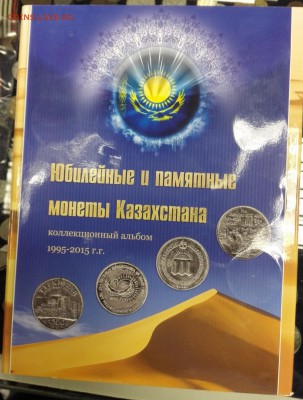 Юбилейные и памятные
монеты Казахстана
коллекционный альбом
1995-2015 г.г.